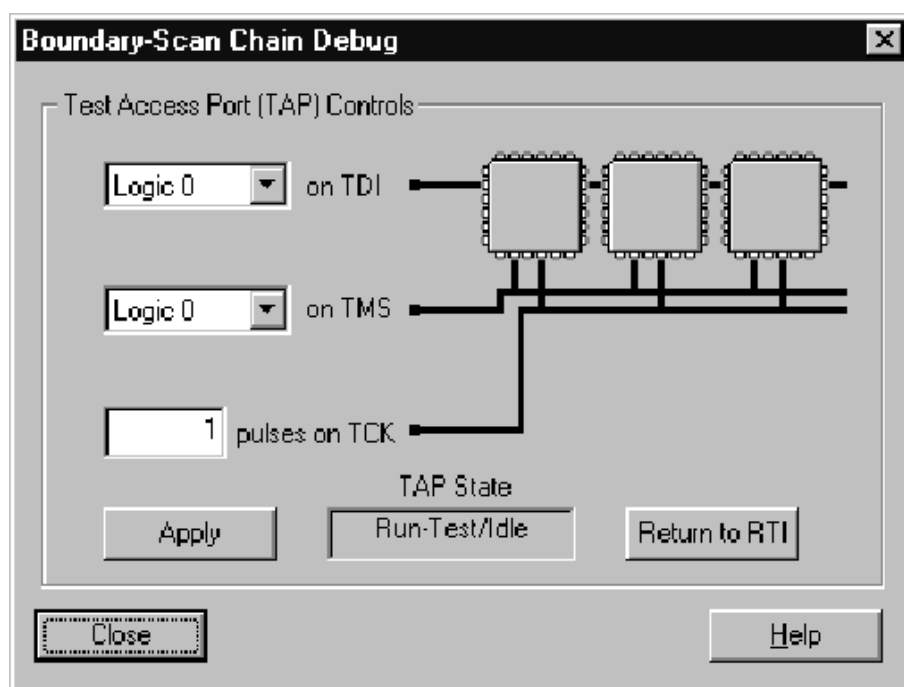 Boundary-Scan Chain Debug
Test Access Port (TAP) Controls
Logic 0 on TDI
Logic 0 on TMS
1 pulses on TCK
TAP State
Apply Run-Test/Idle Return to RTI
Close Help